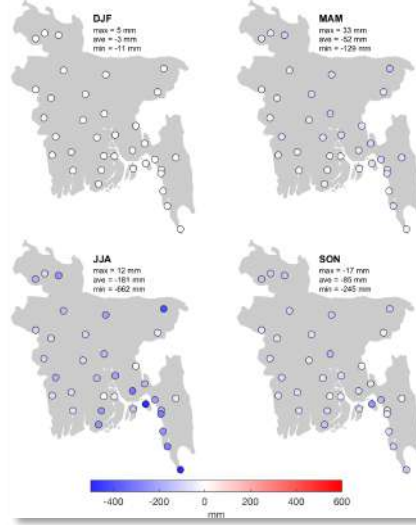 DJF
max = 5 mm
ave = -3 mm
min = -11 mm
MAM
max = 33 mm
ave = -52 mm
min = -129 mm
JJA
max = 12 mm
ave = -161 mm
min = -662 mm
SON
max = -17 mm
ave = -85 mm
min = -245 mm
-400 -200 0 200 400 600
mm